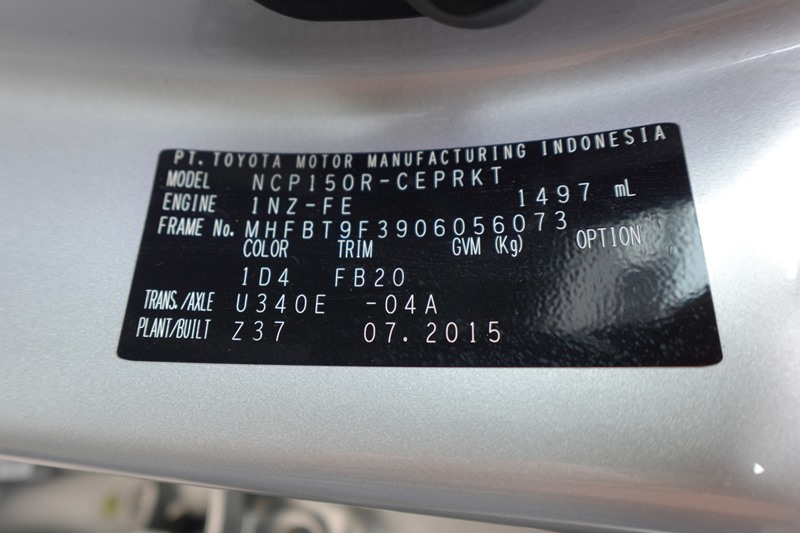 PT. TOYOTA MOTOR MANUFACTURING INDONESIA
MODEL NCP150R-CEPRKT
ENGINE 1NZ-FE 1497 mL
FRAME No. MHFBT9F3906056073
COLOR TRIM GVM (Kg) OPTION
1D4 FB20
TRANS./AXLE U340E -04A
PLANT/BUILT Z37 07.2015